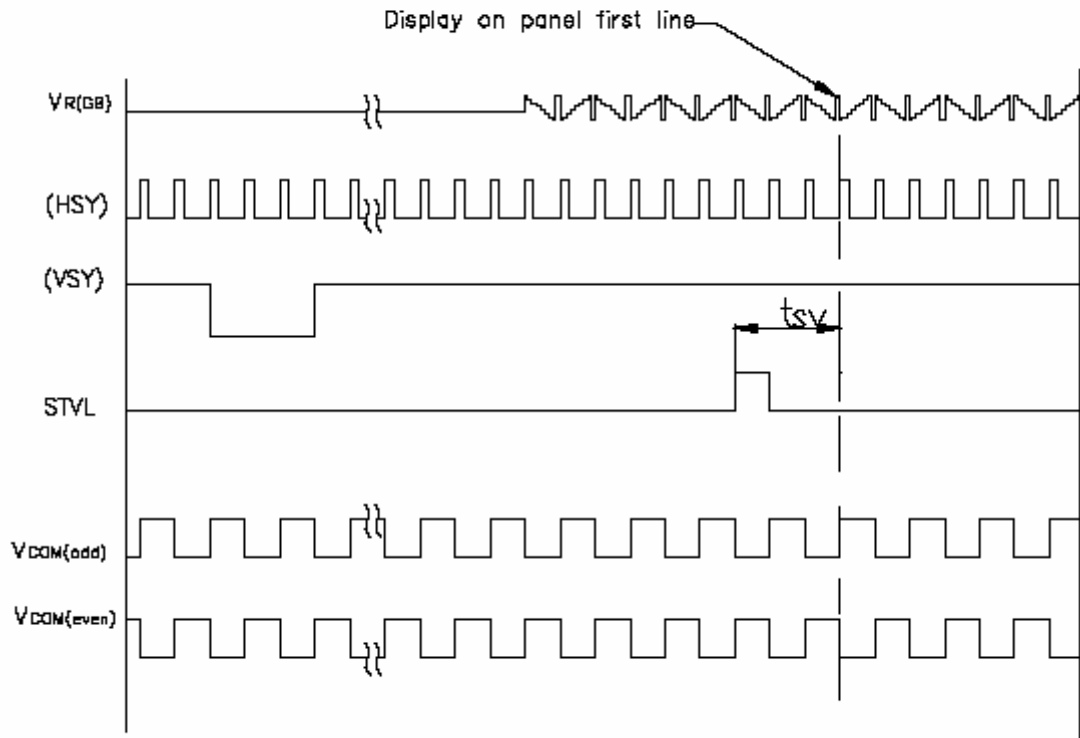 Display on panel first line
VR(GB)
(HSY)
(VSY)
tsv
STVL
VCOM(odd)
VCOM(even)